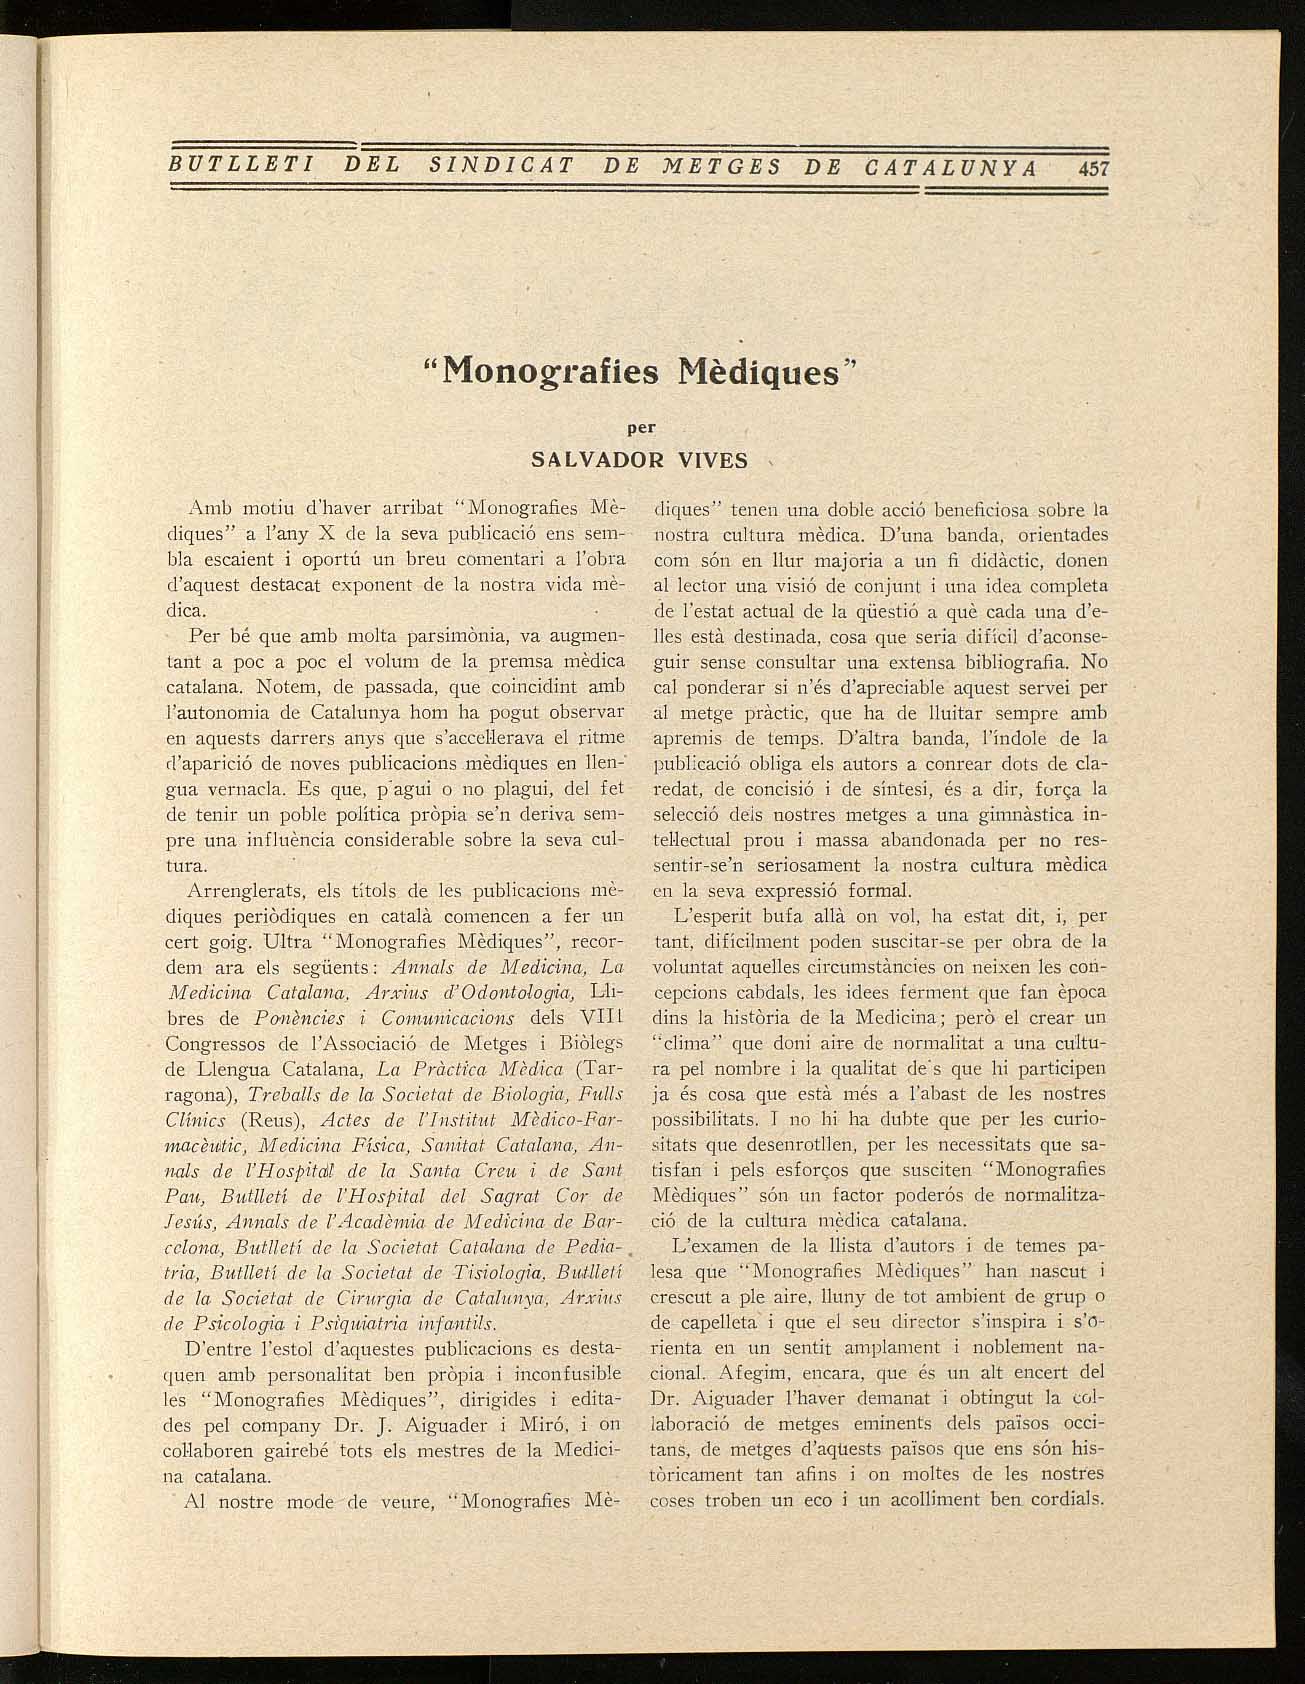 BUTLLETI DEL SINDICAT DE METGES DE CATALUNYA 457
“Monografies Mèdiques”
per
SALVADOR VIVES
Amb motiu d'haver arribat “Monografies Mè-
diques” a l'any X de la seva publicació ens sem-
bla escaient i oportú un breu comentari a l'obra
d'aquest destacat exponent de la nostra vida mè-
dica.
Per bé que amb molta parsimònia, va augmen-
tant a poc a poc el volum de la premsa mèdica
catalana. Notem, de passada, que coincidint amb
l'autonomia de Catalunya hom ha pogut observar
en aquests darrers anys que s'accel·lerava el ritme
d'aparició de noves publicacions mèdiques en llen-
gua vernacla. Es que, p'agui o no plagui, del fet
de tenir un poble política pròpia se'n deriva sem-
pre una influència considerable sobre la seva cul-
tura.
Arrenglerats, els títols de les publicacions mè-
diques periòdiques en català comencen a fer un
cert goig. Ultra “Monografies Mèdiques”, recor-
dem ara els següents: Annals de Medicina, La
Medicina Catalana, Arxius d'Odontologia, Lli-
bres de Ponències i Comunicacions dels VIII
Congressos de l'Associació de Metges i Biòlegs
de Llengua Catalana, La Pràctica Mèdica (Tar-
ragona), Treballs de la Societat de Biologia, Fulls
Clínics (Reus), Actes de l'Institut Mèdico-Far-
macèutic, Medicina Física, Sanitat Catalana, An-
nals de l'Hospital de la Santa Creu i de Sant
Pau, Butlletí de l'Hospital del Sagrat Cor de
Jesús, Annals de l'Acadèmia de Medicina de Bar-
celona, Butlletí de la Societat Catalana de Pedia-
tria, Butlletí de la Societat de Tisiologia, Butlletí
de la Societat de Cirurgia de Catalunya, Arxius
de Psicologia i Psiquiatria infantils.
D'entre l'estol d'aquestes publicacions es desta-
quen amb personalitat ben pròpia i inconfusible
les “Monografies Mèdiques”, dirigides i edita-
des pel company Dr. J. Aiguader i Miró, i on
col·laboren gairebé tots els mestres de la Medici-
na catalana.
Al nostre mode de veure, “Monografies Mè-
diques” tenen una doble acció beneficiosa sobre la
nostra cultura mèdica. D'una banda, orientades
com són en llur majoria a un fi didàctic, donen
al lector una visió de conjunt i una idea completa
de l'estat actual de la qüestió a què cada una d'e-
lles està destinada, cosa que seria difícil d'aconse-
guir sense consultar una extensa bibliografia. No
cal ponderar si n'és d'apreciable aquest servei per
al metge pràctic, que ha de lluitar sempre amb
apremis de temps. D'altra banda, l'índole de la
publicació obliga els autors a conrear dots de cla-
redat, de concisió i de síntesi, és a dir, força la
selecció dels nostres metges a una gimnàstica in-
tel·lectual prou i massa abandonada per no res-
sentir-se'n seriosament la nostra cultura mèdica
en la seva expressió formal.
L'esperit bufa allà on vol, ha estat dit, i, per
tant, difícilment poden suscitar-se per obra de la
voluntat aquelles circumstàncies on neixen les con-
cepcions cabdals, les idees ferment que fan època
dins la història de la Medicina; però el crear un
“clima” que doni aire de normalitat a una cultu-
ra pel nombre i la qualitat de's que hi participen
ja és cosa que està més a l'abast de les nostres
possibilitats. I no hi ha dubte que per les curio-
sitats que desenrotllen, per les necessitats que sa-
tisfan i pels esforços que susciten “Monografies
Mèdiques” són un factor poderós de normalitza-
ció de la cultura mèdica catalana.
L'examen de la llista d'autors i de temes pa-
lesa que “Monografies Mèdiques” han nascut i
crescut a ple aire, lluny de tot ambient de grup o
de capelleta i que el seu director s'inspira i s'o-
rienta en un sentit amplament i noblement na-
cional. Afegim, encara, que és un alt encert del
Dr. Aiguader l'haver demanat i obtingut la col-
laboració de metges eminents dels països occi-
tans, de metges d'aquests països que ens són his-
tòricament tan afins i on moltes de les nostres
coses troben un eco i un acolliment ben cordials.